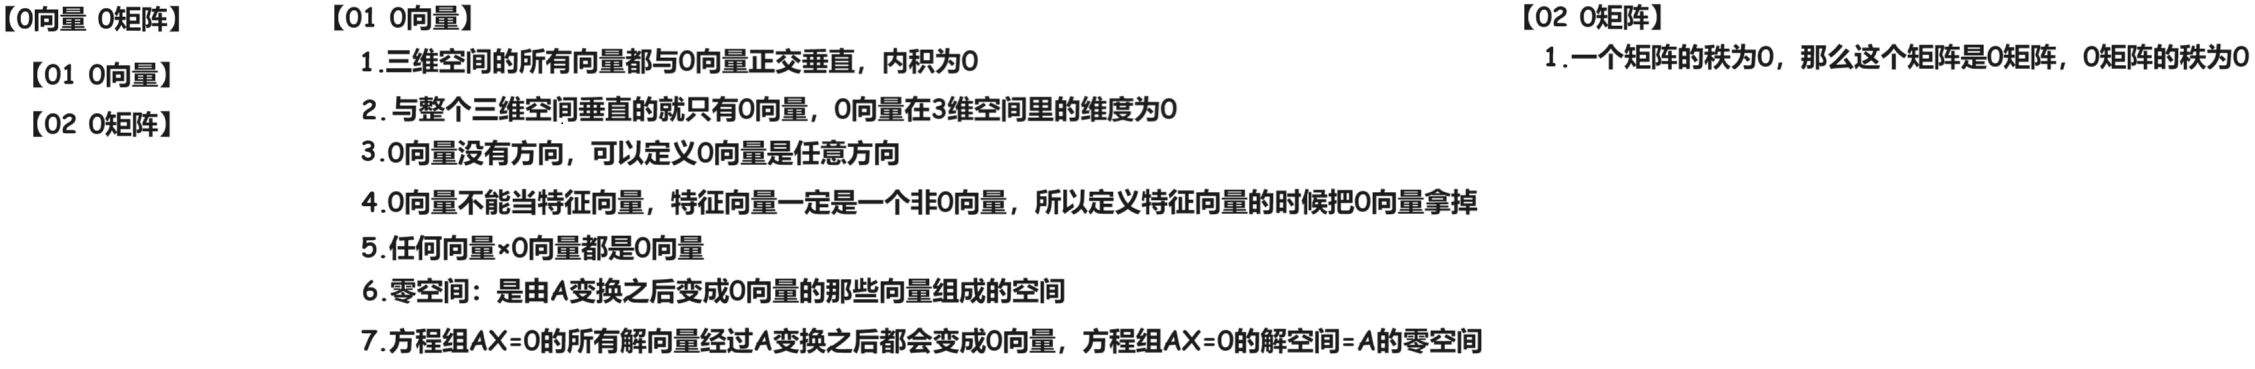 【0向量 0矩阵】
【01 0向量】
【02 0矩阵】
【01 0向量】
1.三维空间的所有向量都与0向量正交垂直，内积为0
2.与整个三维空间垂直的就只有0向量，0向量在3维空间里的维度为0
3.0向量没有方向，可以定义0向量是任意方向
4.0向量不能当特征向量，特征向量一定是一个非0向量，所以定义特征向量的时候把0向量拿掉
5.任何向量×0向量都是0向量
6.零空间：是由A变换之后变成0向量的那些向量组成的空间
7.方程组AX=0的所有解向量经过A变换之后都会变成0向量，方程组AX=0的解空间=A的零空间
【02 0矩阵】
1.一个矩阵的秩为0，那么这个矩阵是0矩阵，0矩阵的秩为0